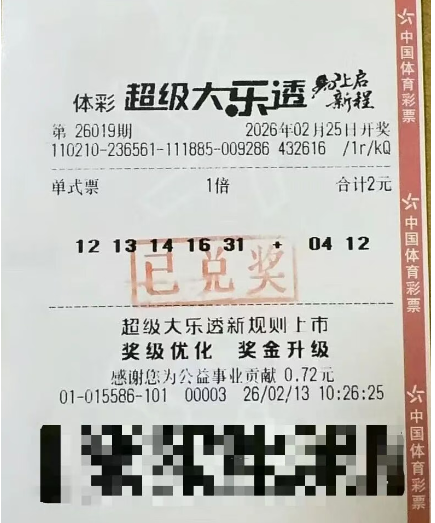 体彩 超级大乐透 马上启新程
第 26019期 2026年02月25日开奖
110210-236561-111885-009286 432616 /1r/kQ
单式票 1倍 合计2元
12 13 14 16 31 + 04 12
已兑奖
超级大乐透新规则上市
奖级优化 奖金升级
感谢您为公益事业贡献 0.72元
01-015586-101 00003 26/02/13 10:26:25
中国体育彩票
中国体育彩票
中国体育彩票